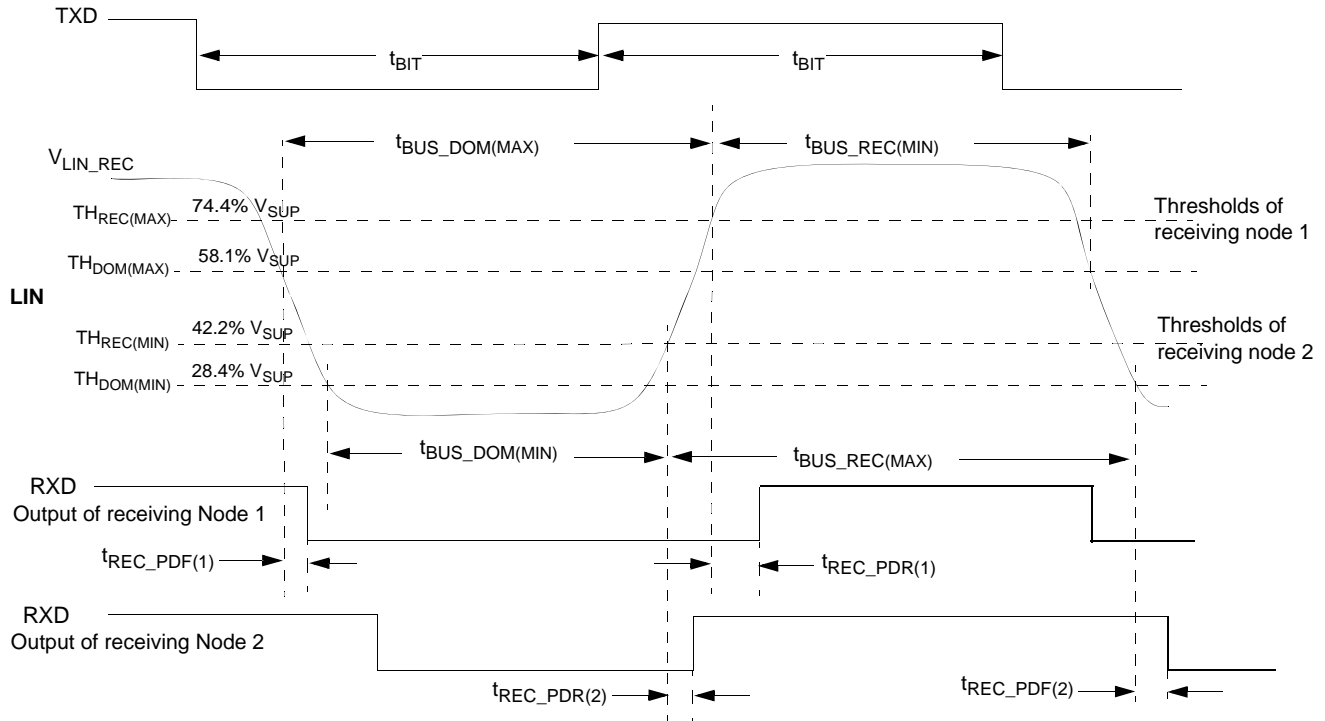 TXD
tBIT
tBIT
tBUS_DOM(MAX)
tBUS_REC(MIN)
VLIN_REC
THREC(MAX) 74.4% VSUP
Thresholds of
receiving node 1
THDOM(MAX) 58.1% VSUP
LIN
THREC(MIN) 42.2% VSUP
Thresholds of
receiving node 2
THDOM(MIN) 28.4% VSUP
tBUS_DOM(MIN)
tBUS_REC(MAX)
RXD
Output of receiving Node 1
tREC_PDF(1)
tREC_PDR(1)
RXD
Output of receiving Node 2
tREC_PDR(2)
tREC_PDF(2)